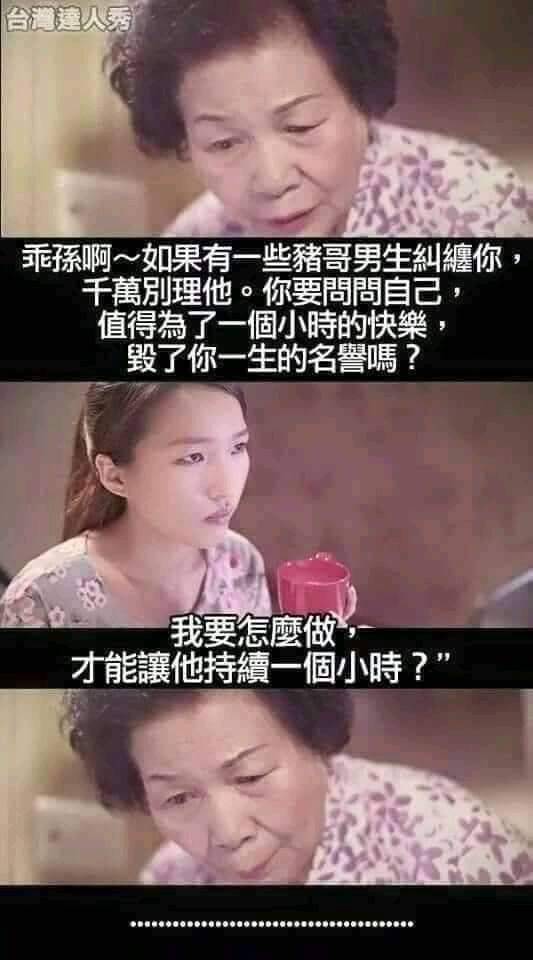 台灣達人秀
乖孫啊～如果有一些豬哥男生糾纏你，
千萬別理他。你要問問自己，
值得為了一個小時的快樂，
毀了你一生的名譽嗎？
我要怎麼做，
才能讓他持續一個小時？”
........................................